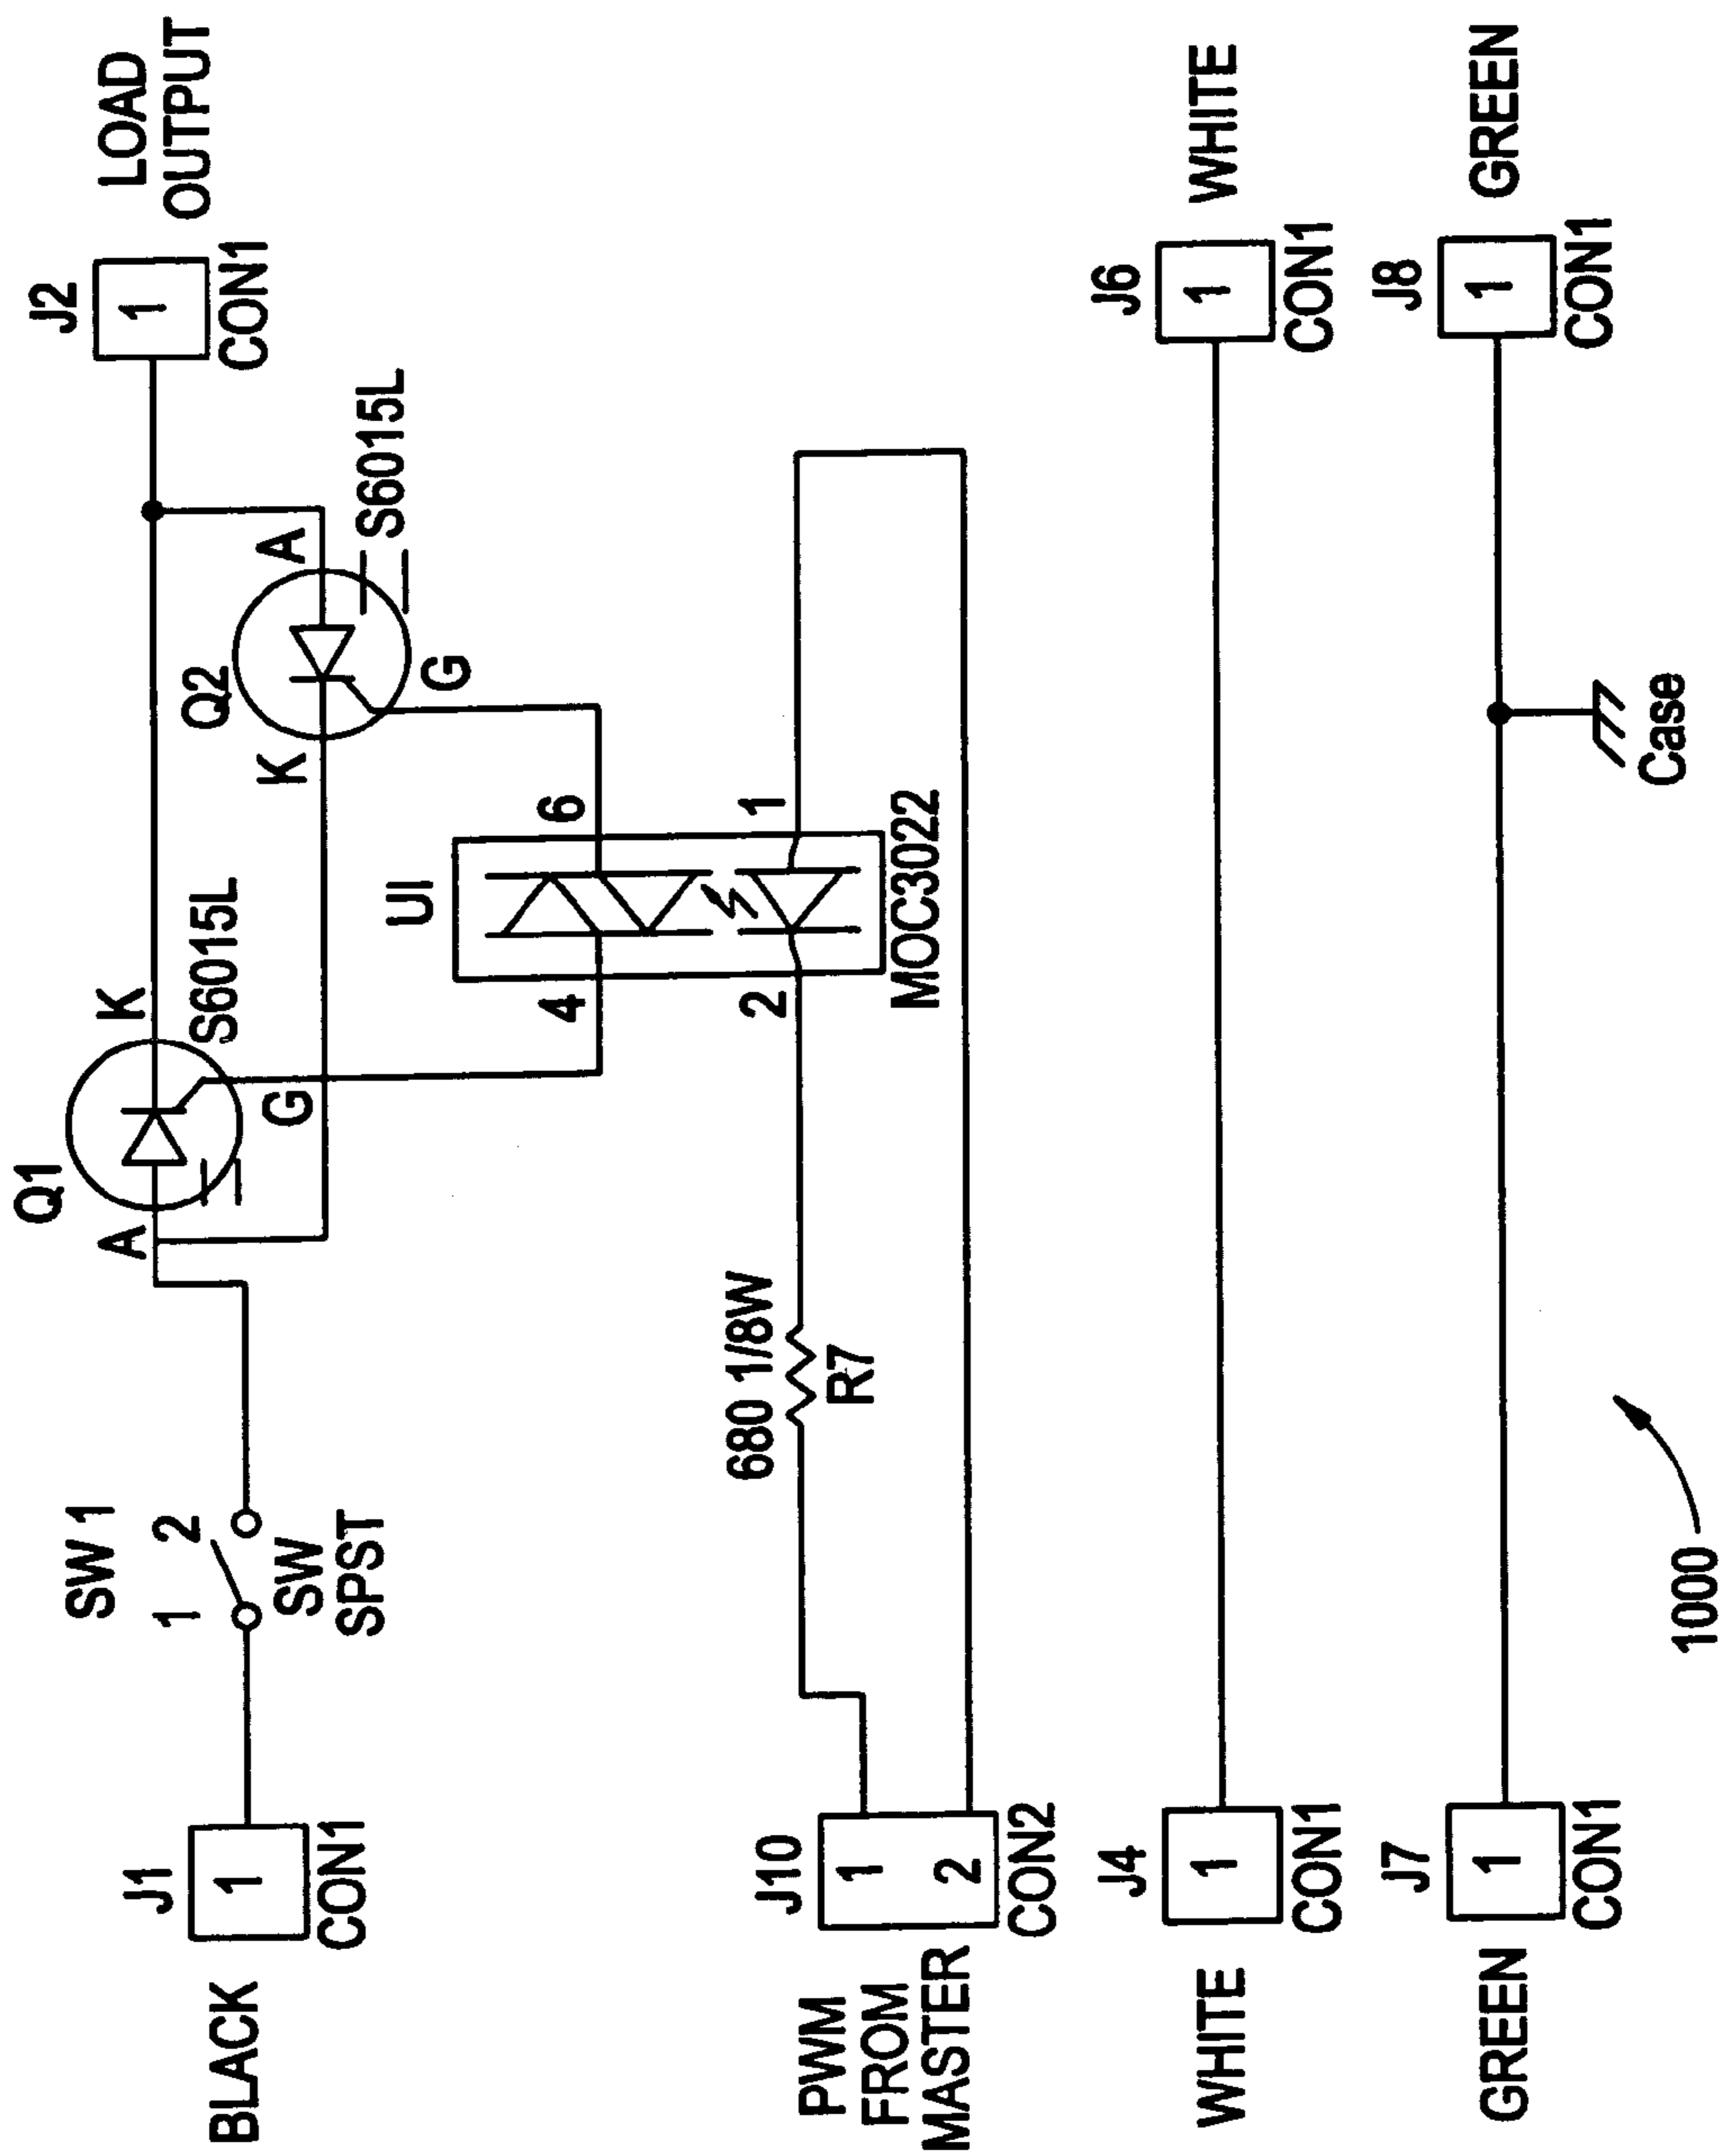 BLACK
J1
1
CON1
SW 1
1 2
SW
SPST
Q1
A
K
G
S6015L
Q2
K
A
G
S6015L
J2
1
CON1
LOAD
OUTPUT
UI
4
6
2
1
MOC3022
680 1/8W
R7
PWM
FROM
MASTER
J10
1
2
CON2
WHITE
J4
1
CON1
J6
1
CON1
WHITE
GREEN
J7
1
CON1
Case
J8
1
CON1
GREEN
1000